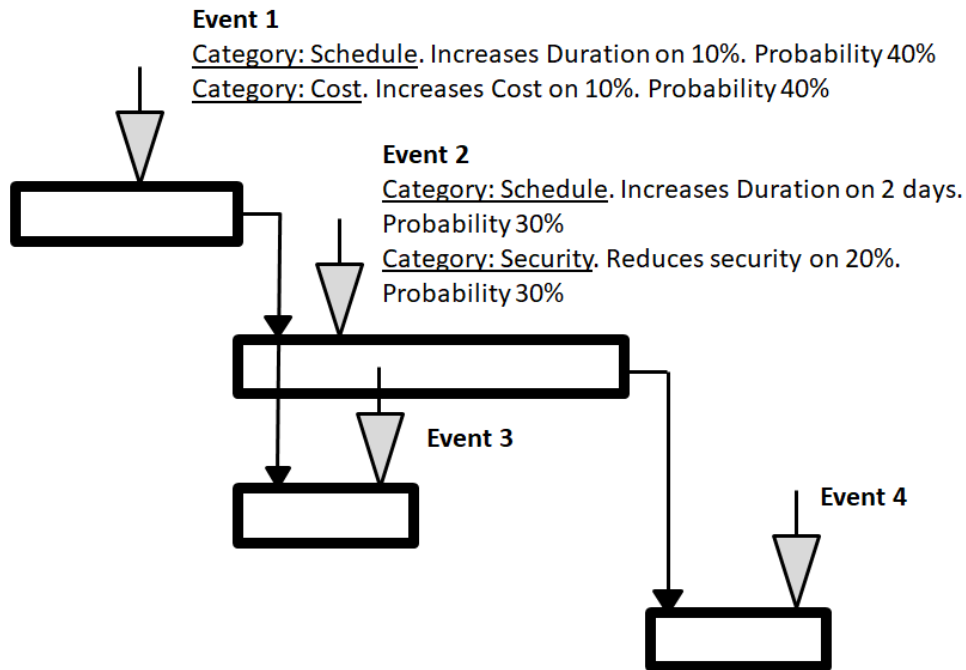 Event 1
Category: Schedule. Increases Duration on 10%. Probability 40%
Category: Cost. Increases Cost on 10%. Probability 40%
Event 2
Category: Schedule. Increases Duration on 2 days.
Probability 30%
Category: Security. Reduces security on 20%.
Probability 30%
Event 3
Event 4